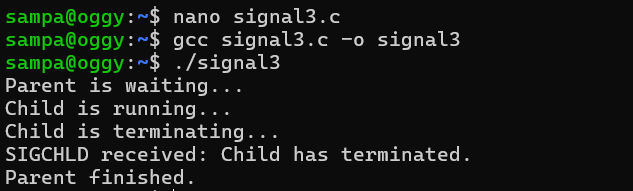 sampa@oggy:~$ nano signal3.c
sampa@oggy:~$ gcc signal3.c -o signal3
sampa@oggy:~$ ./signal3
Parent is waiting...
Child is running...
Child is terminating...
SIGCHLD received: Child has terminated.
Parent finished.